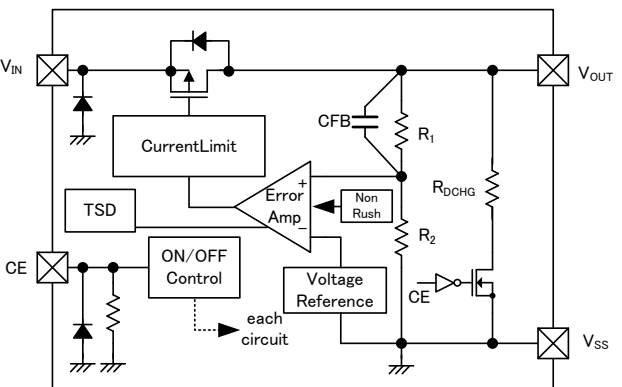 VIN
VOUT
CFB
R1
CurrentLimit
RDCHG
+
Error
Amp
−
Non
Rush
TSD
R2
CE
ON/OFF
Control
Voltage
Reference
CE
each
circuit
VSS